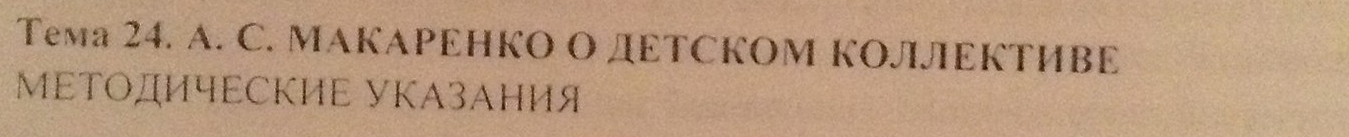 Тема 24. А. С. МАКАРЕНКО О ДЕТСКОМ КОЛЛЕКТИВЕ
МЕТОДИЧЕСКИЕ УКАЗАНИЯ